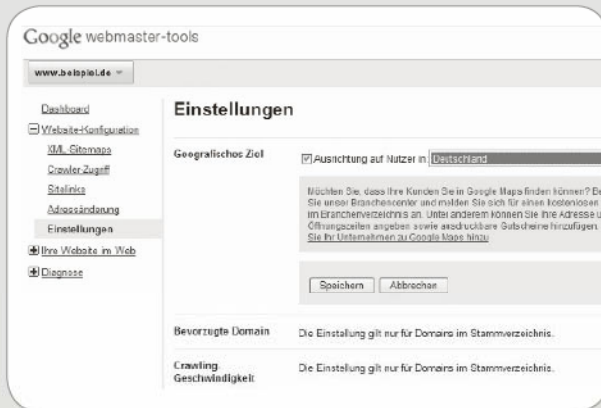 Google webmaster-tools
www.beispiel.de
Dashboard
Website-Konfiguration
XML-Sitemaps
Crawler-Zugriff
Sitelinks
Adressänderung
Einstellungen
Ihre Website im Web
Diagnose
Einstellungen
Geografisches Ziel
Ausrichtung auf Nutzer in: Deutschland
Möchten Sie, dass Ihre Kunden Sie in Google Maps finden können? Be
Sie unser Branchencenter und melden Sie sich für einen kostenlosen
im Branchenverzeichnis an. Unter anderem können Sie Ihre Adresse u
Öffnungszeiten angeben sowie ausdruckbare Gutscheine hinzufügen.
Sie Ihr Unternehmen zu Google Maps hinzu
Speichern Abbrechen
Bevorzugte Domain Die Einstellung gilt nur für Domains im Stammverzeichnis.
Crawling- Die Einstellung gilt nur für Domains im Stammverzeichnis.
Geschwindigkeit